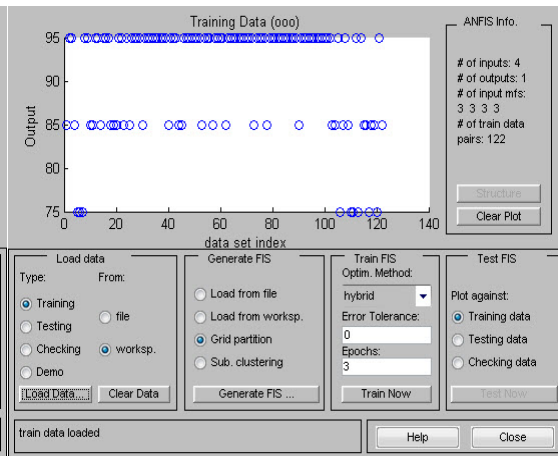 Training Data (ooo)
95
90
85
80
75
Output
0 20 40 60 80 100 120 140
data set index
ANFIS Info.
# of inputs: 4
# of outputs: 1
# of input mfs:
3 3 3 3
# of train data
pairs: 122
Structure
Clear Plot
Load data
Type: From:
Training
Testing
Checking
Demo
file
worksp.
Load Data... Clear Data
Generate FIS
Load from file
Load from worksp.
Grid partition
Sub. clustering
Generate FIS ...
Train FIS
Optim. Method:
hybrid
Error Tolerance:
0
Epochs:
3
Train Now
Test FIS
Plot against:
Training data
Testing data
Checking data
Test Now
train data loaded
Help Close